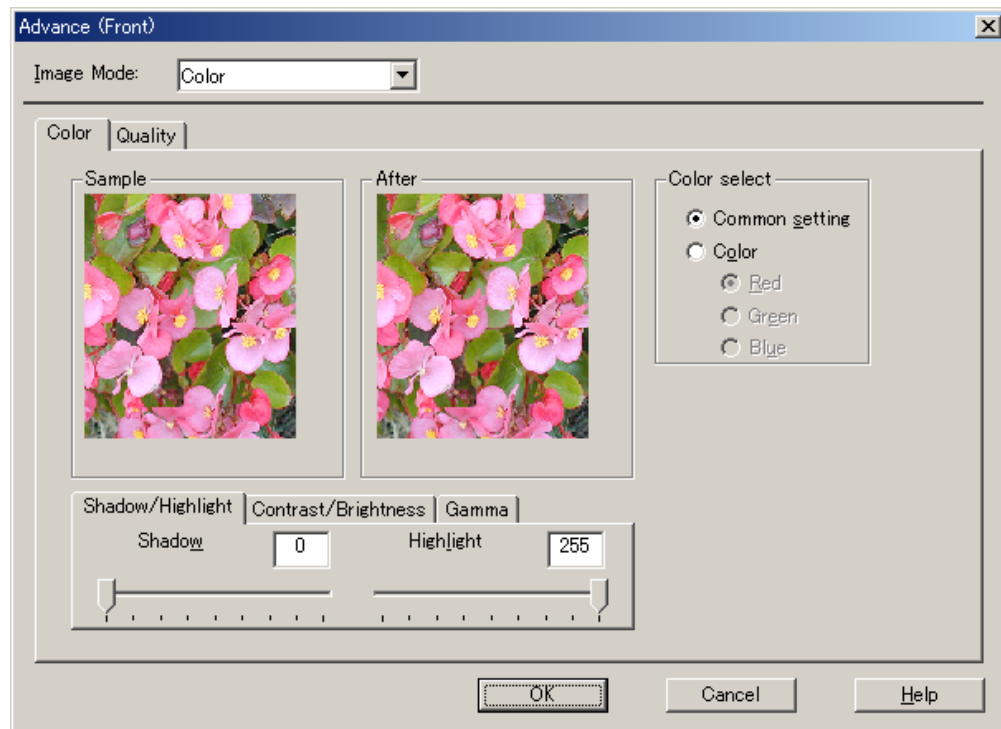 Advance (Front)
Image Mode: Color
Color Quality
Sample After Color select
Common setting
Color
Red
Green
Blue
Shadow/Highlight Contrast/Brightness Gamma
Shadow 0 Highlight 255
OK Cancel Help